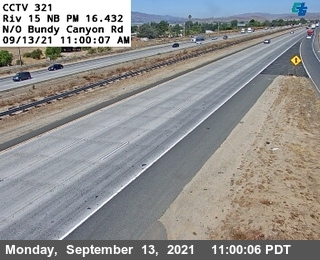 CCTV 321
Riv 15 NB PM 16.432
N/O Bundy Canyon Rd
09/13/21 11:00:07 AM
Monday, September 13, 2021 11:00:06 PDT